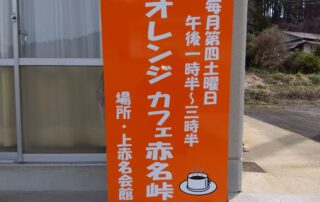 毎月第四土曜日
午後一時半～三時半
オレンジカフェ赤名峠
場所・上赤名会館